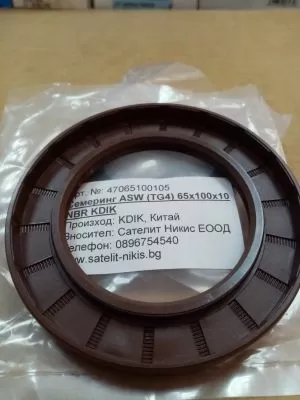 рт. №: 47065100105
Семеринг ASW (TG4) 65x100x10
NBR KDIK
Произход: KDIK, Китай
Вносител: Сателит Никис ЕООД
Телефон: 0896754540
www.satelit-nikis.bg